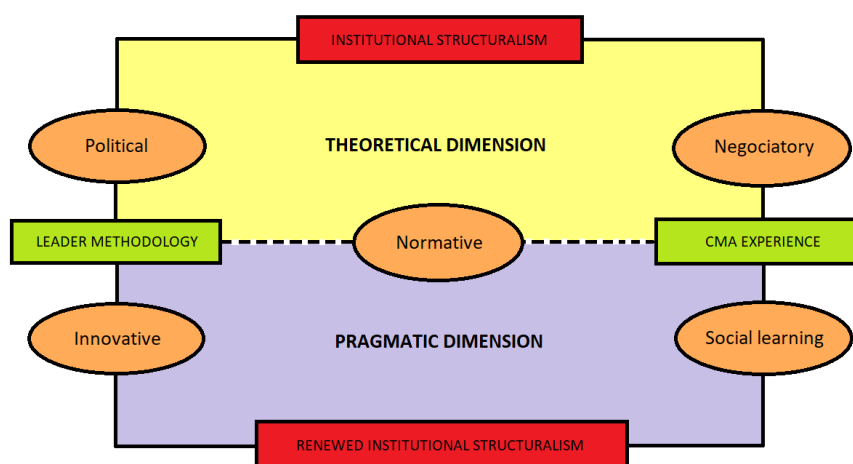 INSTITUTIONAL STRUCTURALISM
Political
THEORETICAL DIMENSION
Negociatory
LEADER METHODOLOGY
Normative
CMA EXPERIENCE
Innovative
PRAGMATIC DIMENSION
Social learning
RENEWED INSTITUTIONAL STRUCTURALISM